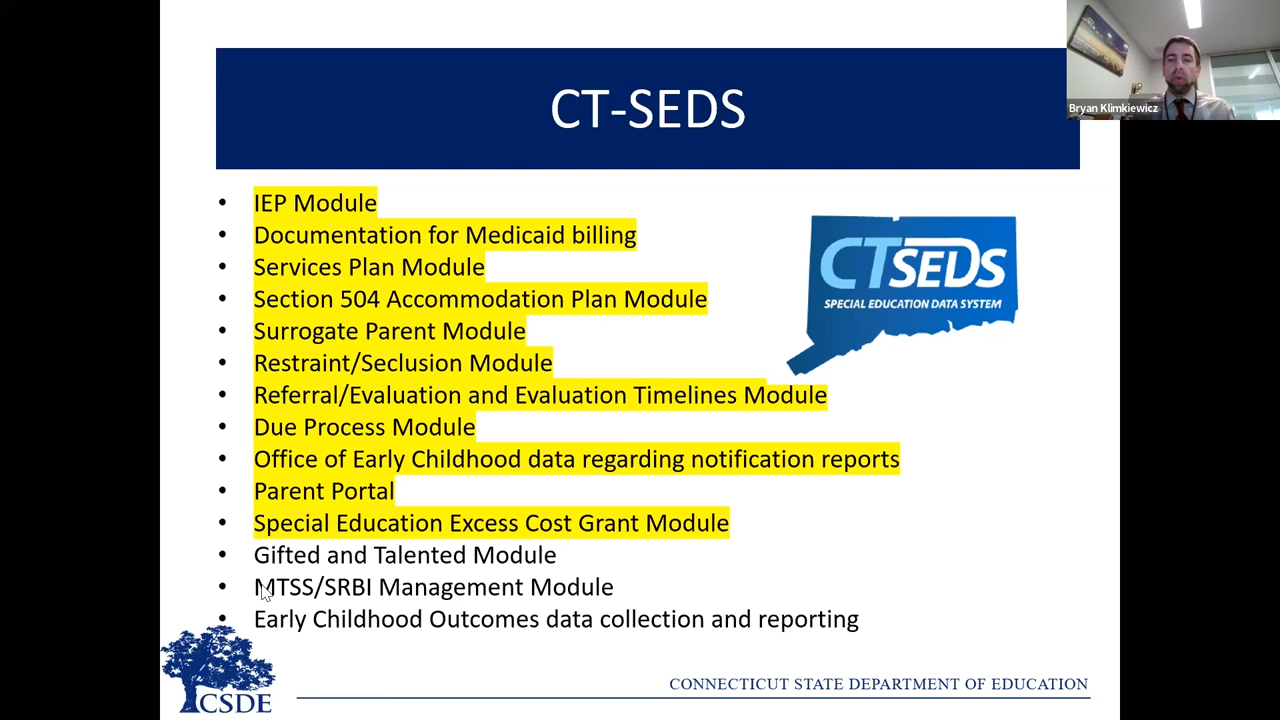 CT-SEDS
Bryan Klimkiewicz
• IEP Module
• Documentation for Medicaid billing
• Services Plan Module
• Section 504 Accommodation Plan Module
• Surrogate Parent Module
• Restraint/Seclusion Module
• Referral/Evaluation and Evaluation Timelines Module
• Due Process Module
• Office of Early Childhood data regarding notification reports
• Parent Portal
• Special Education Excess Cost Grant Module
• Gifted and Talented Module
• MTSS/SRBI Management Module
• Early Childhood Outcomes data collection and reporting
CTSEDS
SPECIAL EDUCATION DATA SYSTEM
CONNECTICUT STATE DEPARTMENT OF EDUCATION
CSDE